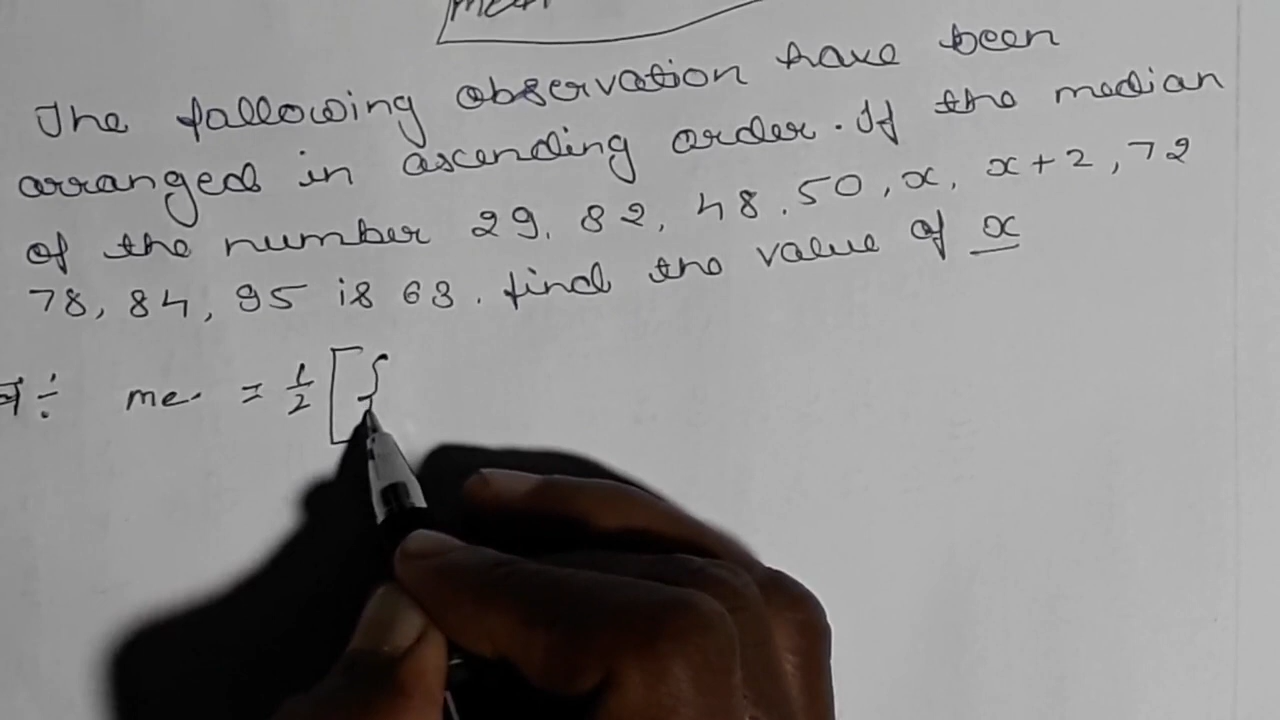 The following observation have been
arranged in ascending order. If the median
of the number 29, 82, 48, 50, x, x+2, 72
78, 84, 95 is 63. find the value of x
me. = 1/2 [{